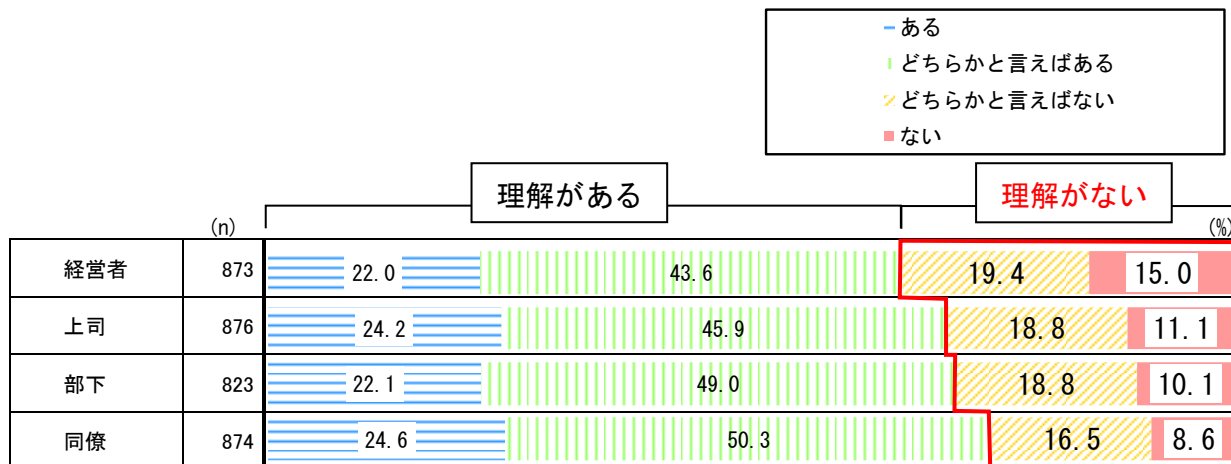 ある
どちらかと言えばある
どちらかと言えばない
ない
理解がある
理解がない
(n)
(%)
経営者 873 22.0 43.6 19.4 15.0
上司 876 24.2 45.9 18.8 11.1
部下 823 22.1 49.0 18.8 10.1
同僚 874 24.6 50.3 16.5 8.6